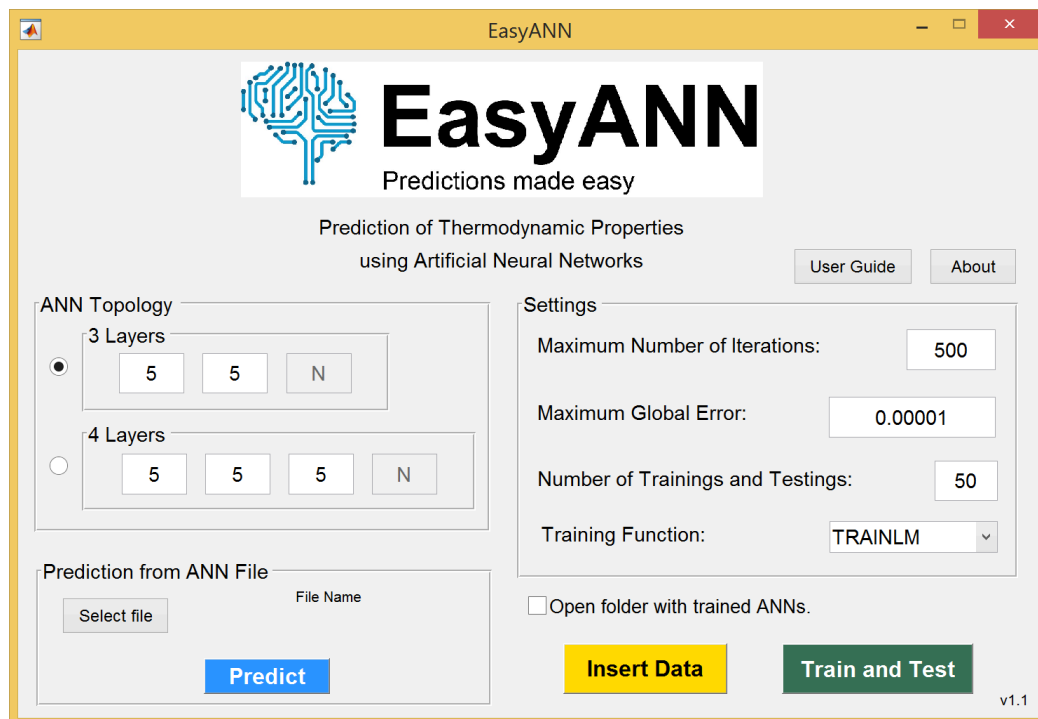 EasyANN
EasyANN
Predictions made easy
Prediction of Thermodynamic Properties
using Artificial Neural Networks
User Guide
About
ANN Topology
3 Layers
5 5 N
4 Layers
5 5 5 N
Settings
Maximum Number of Iterations: 500
Maximum Global Error: 0.00001
Number of Trainings and Testings: 50
Training Function: TRAINLM
Prediction from ANN File
Select file
File Name
Predict
Open folder with trained ANNs.
Insert Data
Train and Test
v1.1